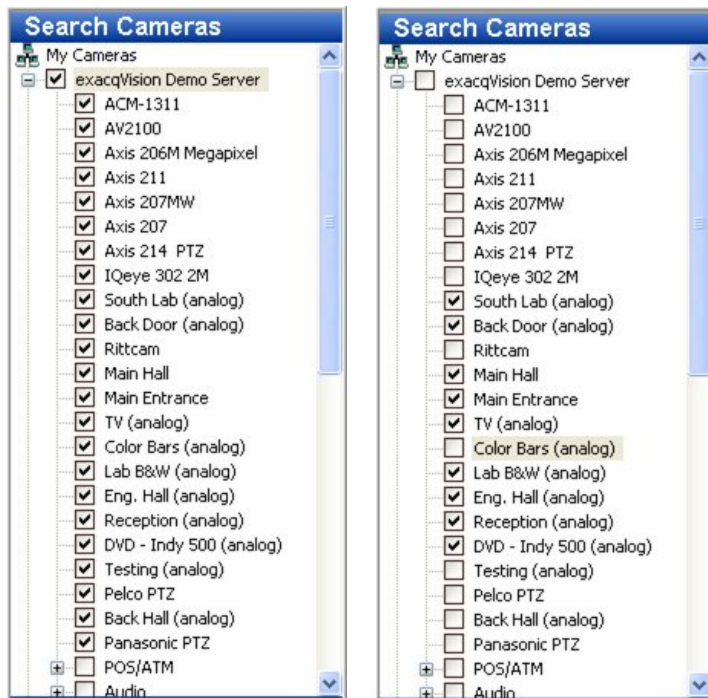 Search Cameras
My Cameras
exacqVision Demo Server
ACM-1311
AV2100
Axis 206M Megapixel
Axis 211
Axis 207MW
Axis 207
Axis 214 PTZ
IQeye 302 2M
South Lab (analog)
Back Door (analog)
Rittcam
Main Hall
Main Entrance
TV (analog)
Color Bars (analog)
Lab B&W (analog)
Eng. Hall (analog)
Reception (analog)
DVD - Indy 500 (analog)
Testing (analog)
Pelco PTZ
Back Hall (analog)
Panasonic PTZ
POS/ATM
Audio
Search Cameras
My Cameras
exacqVision Demo Server
ACM-1311
AV2100
Axis 206M Megapixel
Axis 211
Axis 207MW
Axis 207
Axis 214 PTZ
IQeye 302 2M
South Lab (analog)
Back Door (analog)
Rittcam
Main Hall
Main Entrance
TV (analog)
Color Bars (analog)
Lab B&W (analog)
Eng. Hall (analog)
Reception (analog)
DVD - Indy 500 (analog)
Testing (analog)
Pelco PTZ
Back Hall (analog)
Panasonic PTZ
POS/ATM
Audio